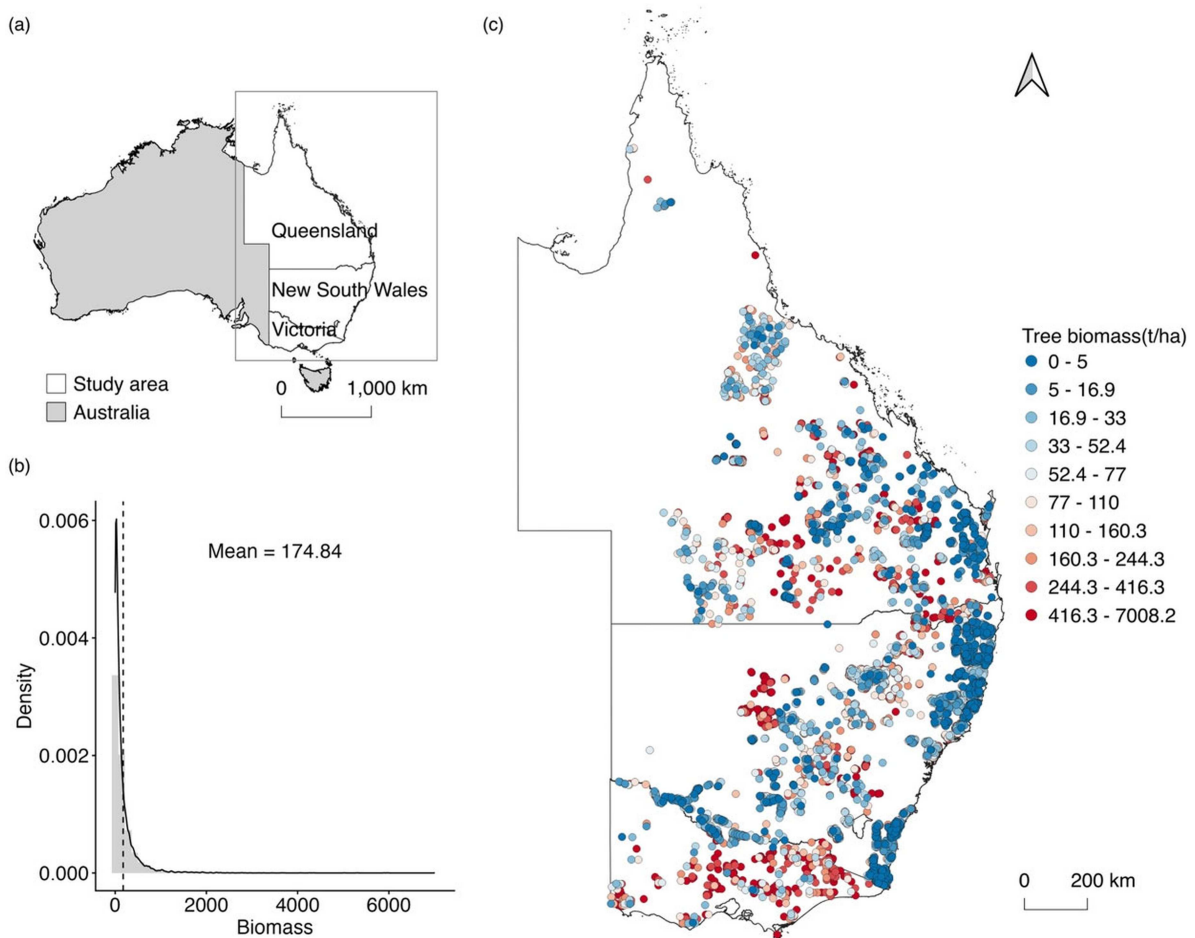 (a)
Queensland
New South Wales
Victoria
Study area
Australia
0 1,000 km
(b)
0.006
0.004
0.002
0.000
Density
Mean = 174.84
0 2000 4000 6000
Biomass
(c)
Tree biomass(t/ha)
0 - 5
5 - 16.9
16.9 - 33
33 - 52.4
52.4 - 77
77 - 110
110 - 160.3
160.3 - 244.3
244.3 - 416.3
416.3 - 7008.2
0 200 km